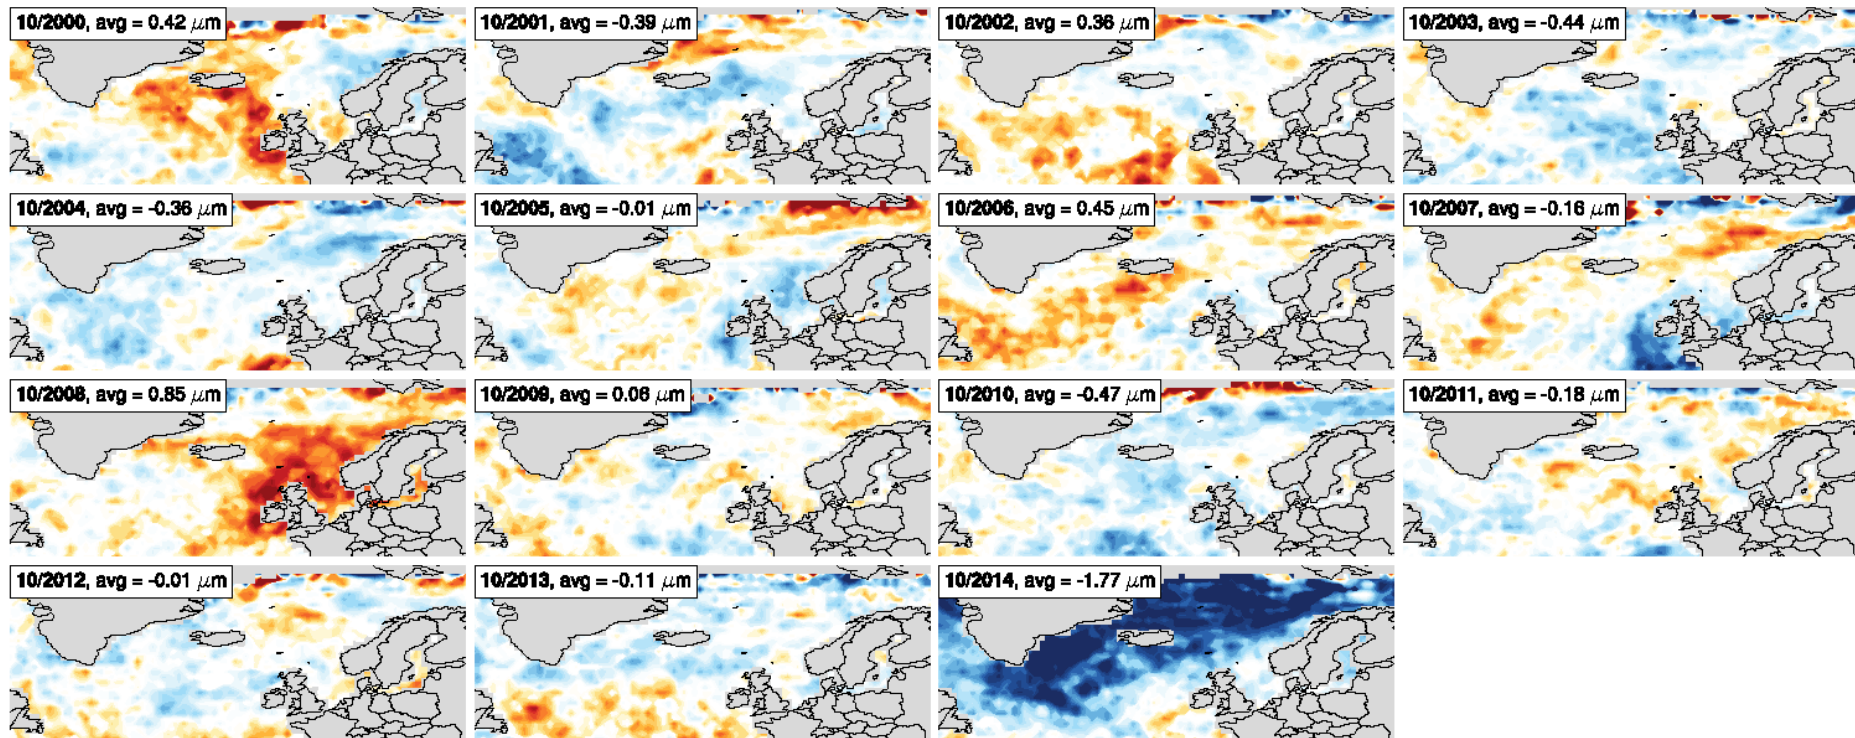 10/2000, avg = 0.42 μm
10/2001, avg = -0.39 μm
10/2002, avg = 0.36 μm
10/2003, avg = -0.44 μm
10/2004, avg = -0.36 μm
10/2005, avg = -0.01 μm
10/2006, avg = 0.45 μm
10/2007, avg = -0.16 μm
10/2008, avg = 0.85 μm
10/2009, avg = 0.06 μm
10/2010, avg = -0.47 μm
10/2011, avg = -0.18 μm
10/2012, avg = -0.01 μm
10/2013, avg = -0.11 μm
10/2014, avg = -1.77 μm